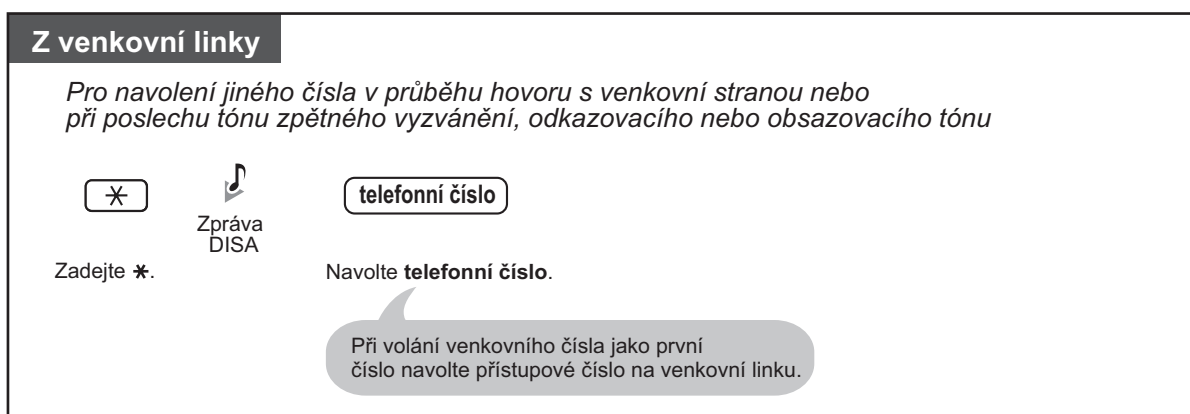 Z venkovní linky
Pro navolení jiného čísla v průběhu hovoru s venkovní stranou nebo
při poslechu tónu zpětného vyzvánění, odkazovacího nebo obsazovacího tónu
telefonní číslo
Zpráva
DISA
Zadejte *.
Navolte telefonní číslo.
Při volání venkovního čísla jako první
číslo navolte přístupové číslo na venkovní linku.